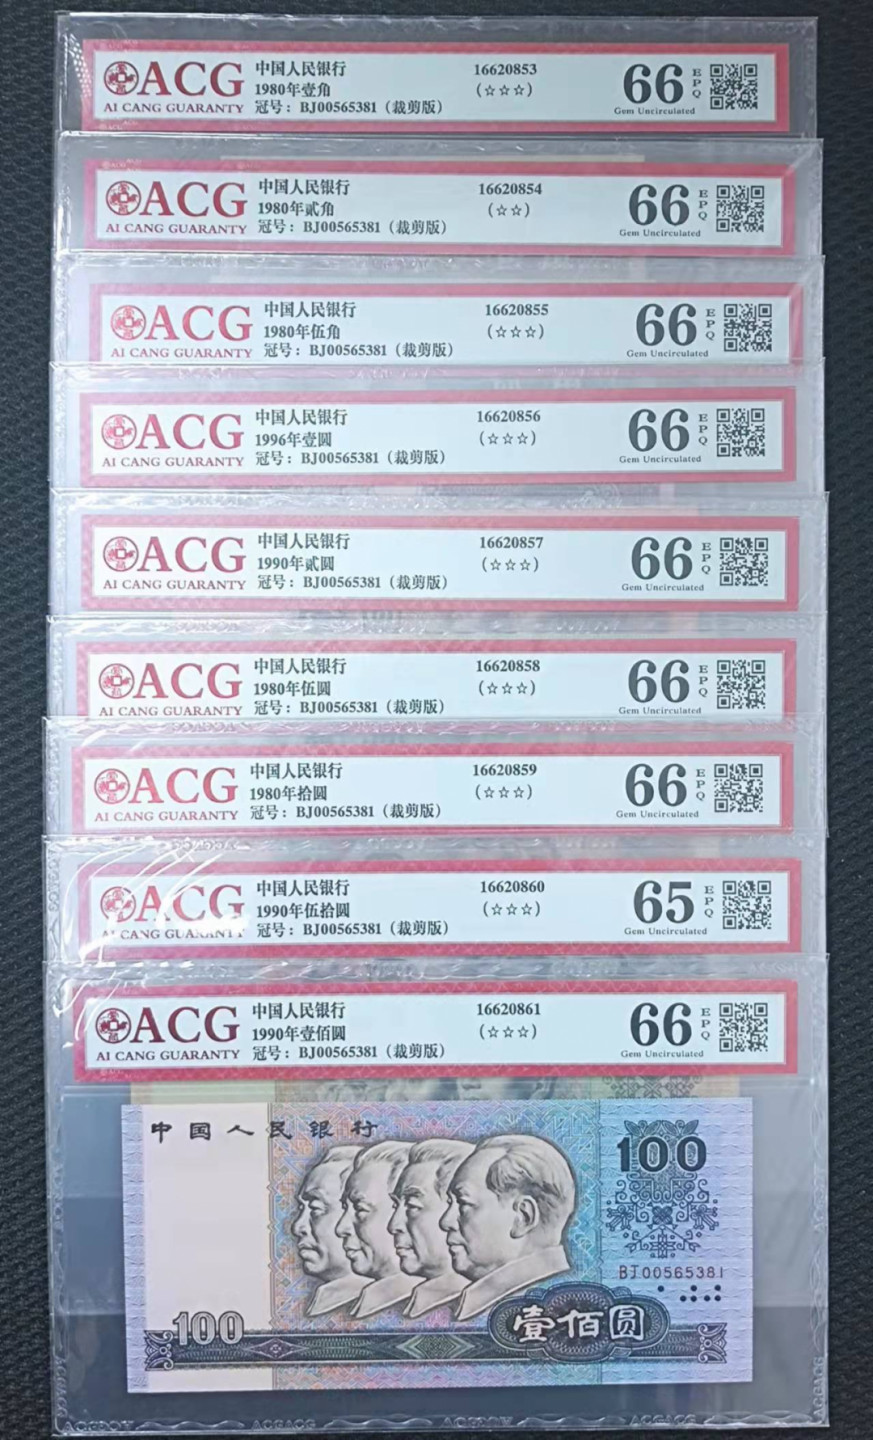 ACG
AI CANG GUARANTY
中国人民银行
1980年壹角
冠号：BJ00565381（裁剪版）
16620853
(☆☆☆)
66
EPQ
Gem Uncirculated
ACG
AI CANG GUARANTY
中国人民银行
1980年贰角
冠号：BJ00565381（裁剪版）
16620854
(☆☆)
66
EPQ
Gem Uncirculated
ACG
AI CANG GUARANTY
中国人民银行
1980年伍角
冠号：BJ00565381（裁剪版）
16620855
(☆☆☆)
66
EPQ
Gem Uncirculated
ACG
AI CANG GUARANTY
中国人民银行
1996年壹圆
冠号：BJ00565381（裁剪版）
16620856
(☆☆☆)
66
EPQ
Gem Uncirculated
ACG
AI CANG GUARANTY
中国人民银行
1990年贰圆
冠号：BJ00565381（裁剪版）
16620857
(☆☆☆)
66
EPQ
Gem Uncirculated
ACG
AI CANG GUARANTY
中国人民银行
1980年伍圆
冠号：BJ00565381（裁剪版）
16620858
(☆☆☆)
66
EPQ
Gem Uncirculated
ACG
AI CANG GUARANTY
中国人民银行
1980年拾圆
冠号：BJ00565381（裁剪版）
16620859
(☆☆☆)
66
EPQ
Gem Uncirculated
ACG
AI CANG GUARANTY
中国人民银行
1990年伍拾圆
冠号：BJ00565381（裁剪版）
16620860
(☆☆☆)
65
EPQ
Gem Uncirculated
ACG
AI CANG GUARANTY
中国人民银行
1990年壹佰圆
冠号：BJ00565381（裁剪版）
16620861
(☆☆☆)
66
EPQ
Gem Uncirculated
中国人民银行
100
BJ00565381
100
壹佰圆